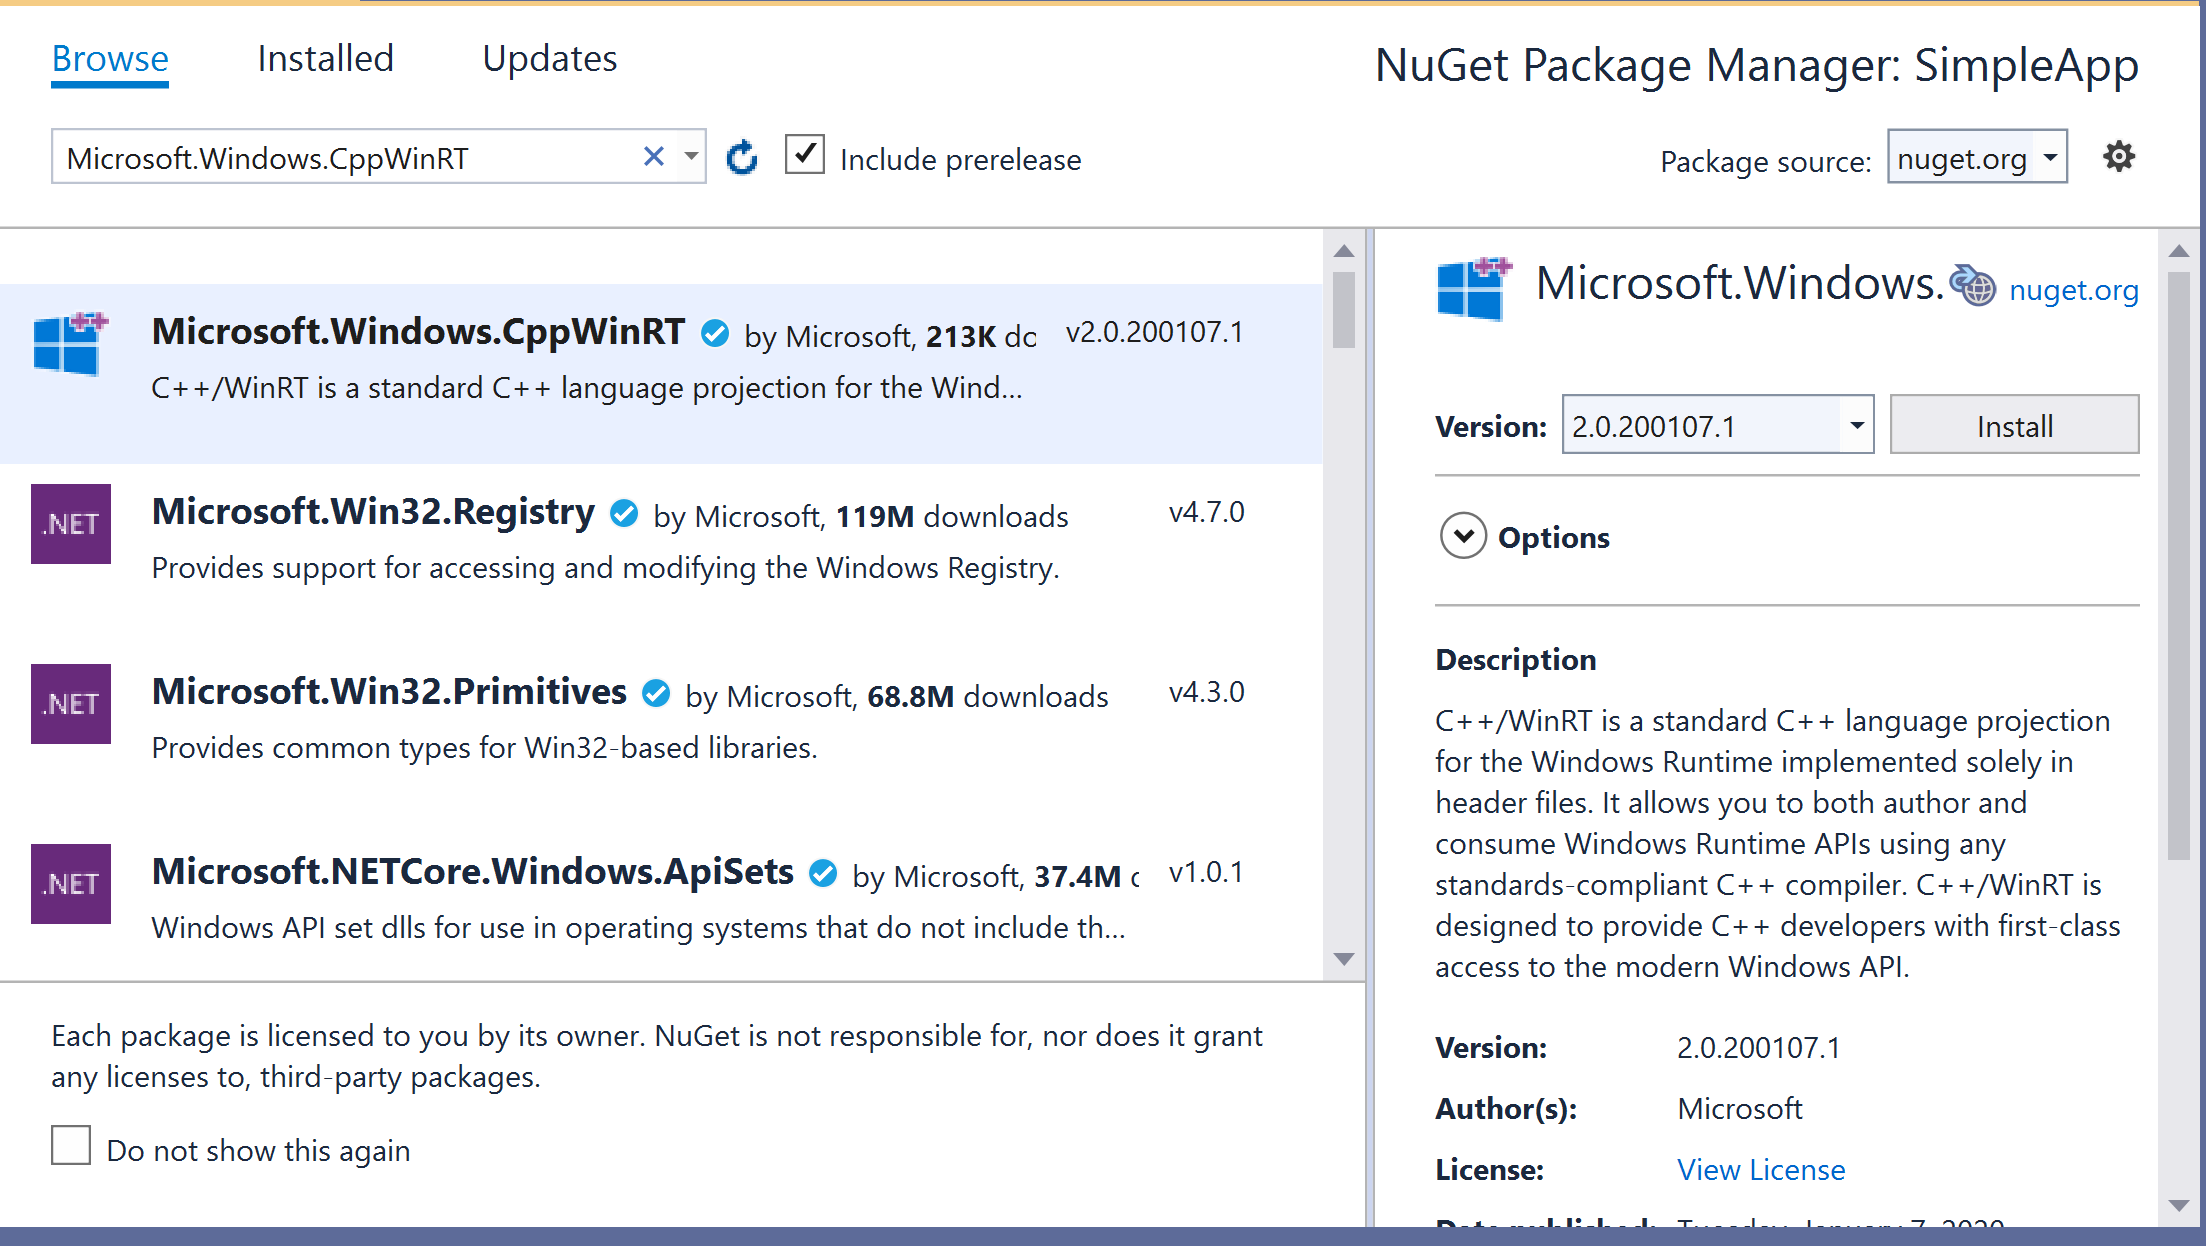 Browse Installed Updates
NuGet Package Manager: SimpleApp
Microsoft.Windows.CppWinRT
Include prerelease
Package source: nuget.org
Microsoft.Windows.CppWinRT by Microsoft, 213K do v2.0.200107.1
C++/WinRT is a standard C++ language projection for the Wind...
.NET
Microsoft.Win32.Registry by Microsoft, 119M downloads v4.7.0
Provides support for accessing and modifying the Windows Registry.
.NET
Microsoft.Win32.Primitives by Microsoft, 68.8M downloads v4.3.0
Provides common types for Win32-based libraries.
.NET
Microsoft.NETCore.Windows.ApiSets by Microsoft, 37.4M v1.0.1
Windows API set dlls for use in operating systems that do not include th...
Each package is licensed to you by its owner. NuGet is not responsible for, nor does it grant
any licenses to, third-party packages.
Do not show this again
Microsoft.Windows. nuget.org
Version: 2.0.200107.1 Install
Options
Description
C++/WinRT is a standard C++ language projection
for the Windows Runtime implemented solely in
header files. It allows you to both author and
consume Windows Runtime APIs using any
standards-compliant C++ compiler. C++/WinRT is
designed to provide C++ developers with first-class
access to the modern Windows API.
Version: 2.0.200107.1
Author(s): Microsoft
License: View License
Date published: Tuesday, January 7, 2020